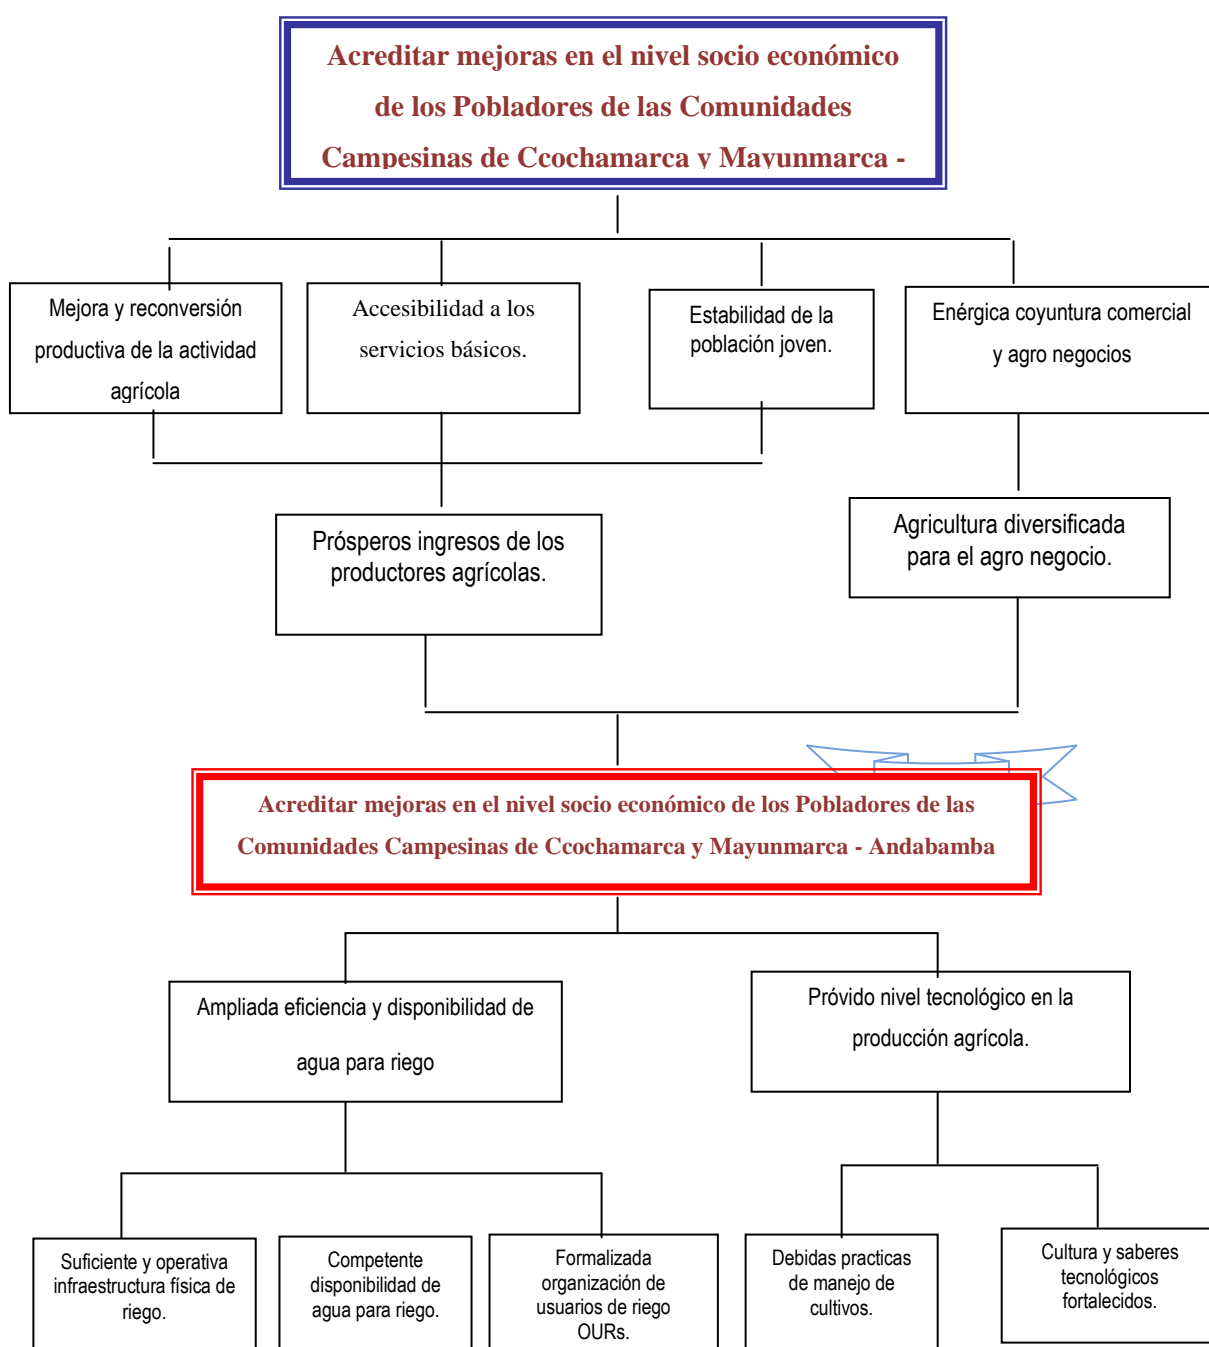 Acreditar mejoras en el nivel socio económico
de los Pobladores de las Comunidades
Campesinas de Ccochamarca y Mayunmarca -
Mejora y reconversión
productiva de la actividad
agrícola
Accesibilidad a los
servicios básicos.
Estabilidad de la
población joven.
Enérgica coyuntura comercial
y agro negocios
Prósperos ingresos de los
productores agrícolas.
Agricultura diversificada
para el agro negocio.
Acreditar mejoras en el nivel socio económico de los Pobladores de las
Comunidades Campesinas de Ccochamarca y Mayunmarca - Andabamba
Ampliada eficiencia y disponibilidad de
agua para riego
Próvido nivel tecnológico en la
producción agrícola.
Suficiente y operativa
infraestructura física de
riego.
Competente
disponibilidad de
agua para riego.
Formalizada
organización de
usuarios de riego
OURs.
Debidas practicas
de manejo de
cultivos.
Cultura y saberes
tecnológicos
fortalecidos.